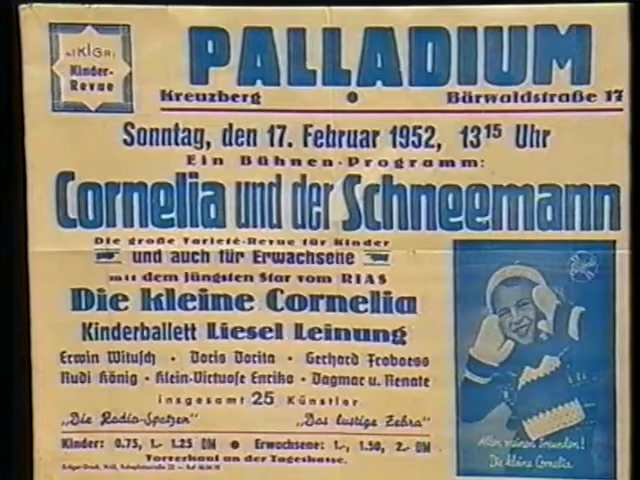 KIKIGRI
Kinder-
Revue
PALLADIUM
Kreuzberg
Bärwaldstraße 17
Sonntag, den 17. Februar 1952, 13¹⁵ Uhr
Ein Bühnen-Programm:
Cornelia und der Schneemann
Die große Varieté-Revue für Kinder
und auch für Erwachsene
mit dem jüngsten Star vom RIAS
Die kleine Cornelia
Kinderballett Liesel Leinung
Erwin Witusch · Doris Dorita · Gerhard Froboess
Rudi König · Klein-Virtuose Enriko · Dagmar u. Renate
insgesamt 25 Künstler
„Die Radio-Spatzen" „Das lustige Zebra"
Kinder: 0.75, 1.- 1.25 DM Erwachsene: 1.-, 1.50, 2.- DM
Vorverkauf an der Tageskasse.
Allen meinen Freunden!
Die kleine Cornelia